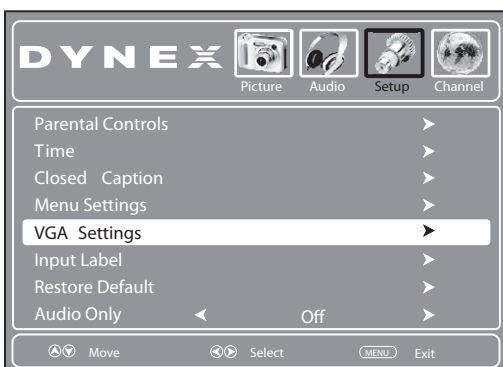 DYNEX
Picture Audio Setup Channel
Parental Controls
Time
Closed Caption
Menu Settings
VGA Settings
Input Label
Restore Default
Audio Only Off
Move Select MENU Exit